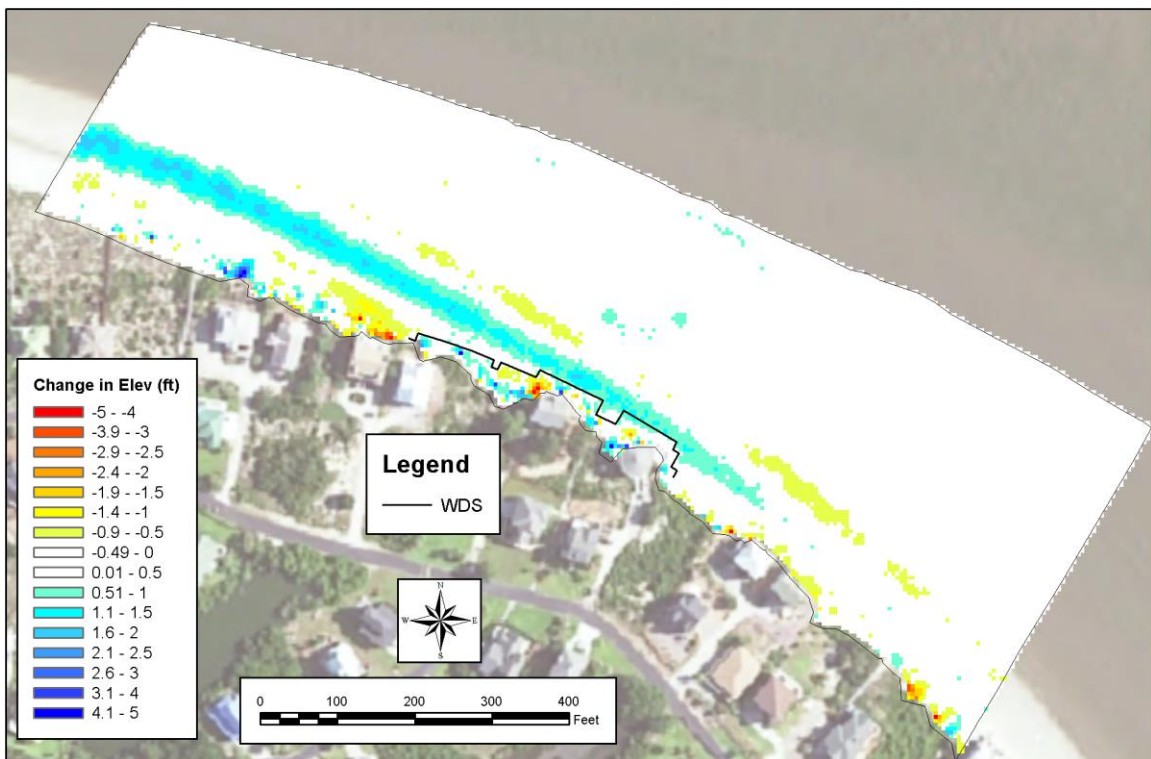 Change in Elev (ft)
-5 - -4
-3.9 - -3
-2.9 - -2.5
-2.4 - -2
-1.9 - -1.5
-1.4 - -1
-0.9 - -0.5
-0.49 - 0
0.01 - 0.5
0.51 - 1
1.1 - 1.5
1.6 - 2
2.1 - 2.5
2.6 - 3
3.1 - 4
4.1 - 5
Legend
WDS
N
W E
S
0 100 200 300 400
Feet